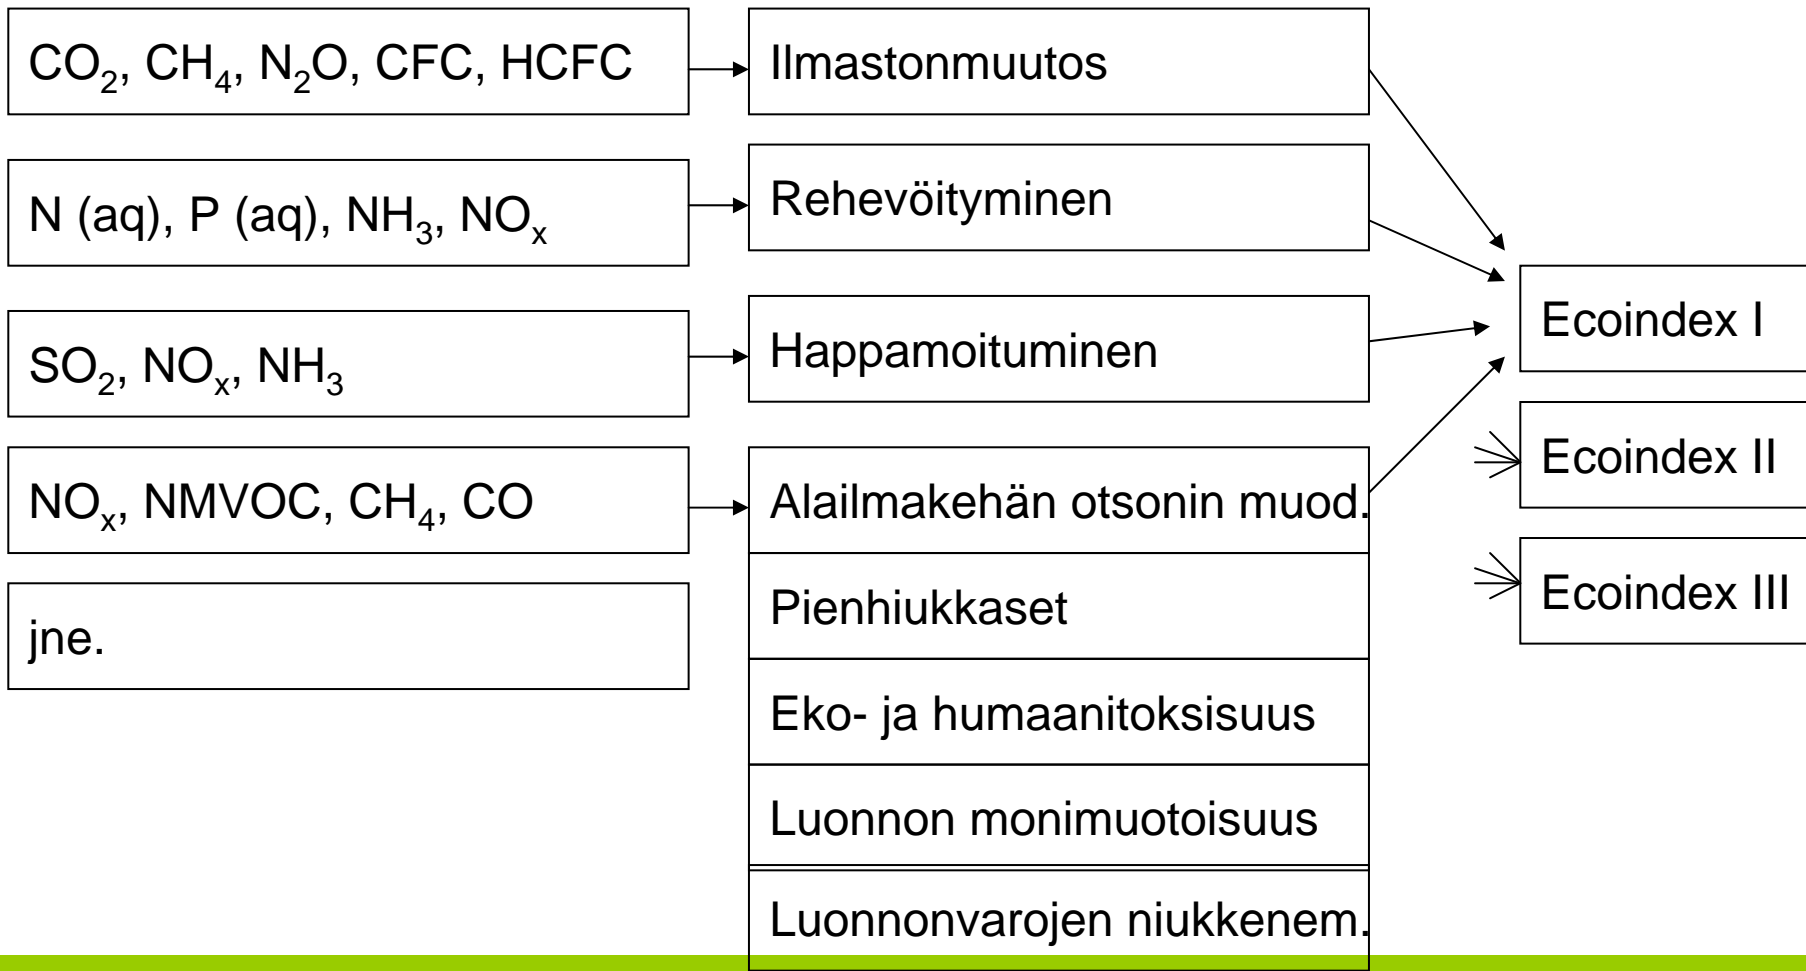 CO₂, CH₄, N₂O, CFC, HCFC
Ilmastonmuutos
N (aq), P (aq), NH₃, NOₓ
Rehevöityminen
SO₂, NOₓ, NH₃
Happamoituminen
NOₓ, NMVOC, CH₄, CO
Alailmakehän otsonin muod.
jne.
Pienhiukkaset
Eko- ja humaanitoksisuus
Luonnon monimuotoisuus
Luonnonvarojen niukkenem.
Ecoindex I
Ecoindex II
Ecoindex III